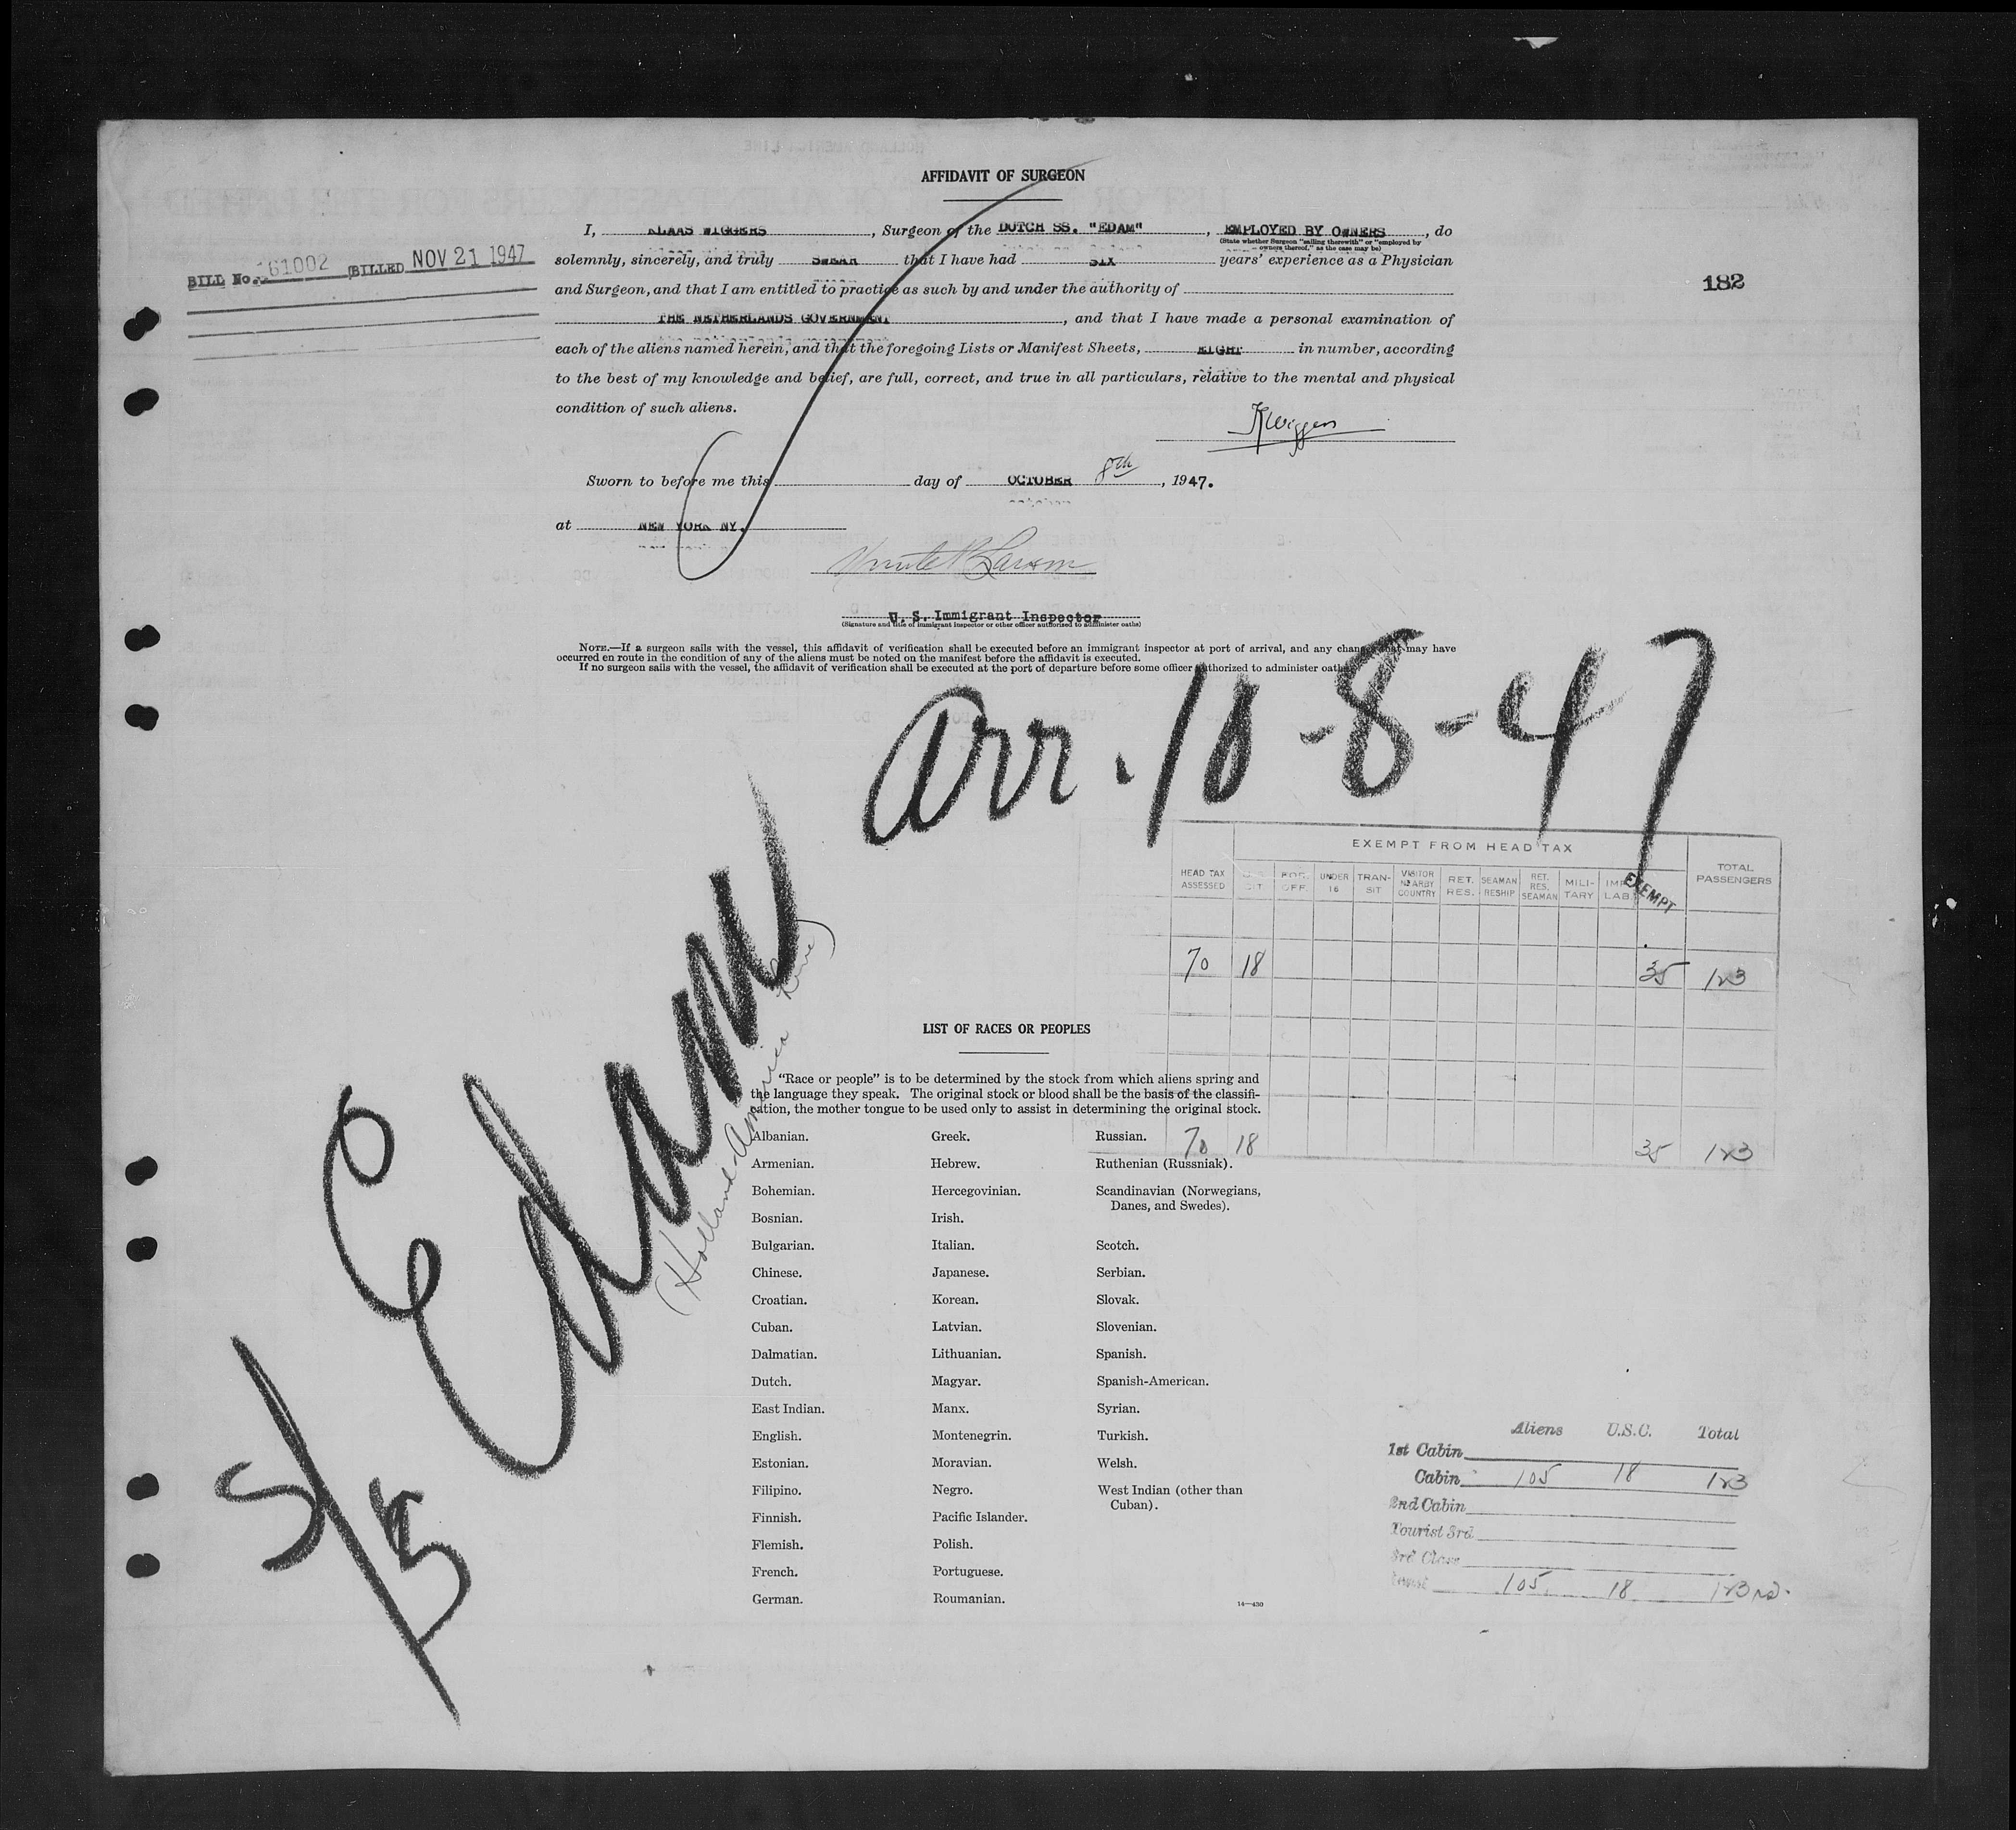 AFFIDAVIT OF SURGEON
I, KLAAS WIGGERS, Surgeon of the DUTCH SS. "EDAM", EMPLOYED BY OWNERS, do
(State whether Surgeon "sailing therewith" or "employed by owners thereof," as the case may be)
solemnly, sincerely, and truly SWEAR that I have had SIX years' experience as a Physician
and Surgeon, and that I am entitled to practice as such by and under the authority of
THE NETHERLANDS GOVERNMENT, and that I have made a personal examination of
each of the aliens named herein, and that the foregoing Lists or Manifest Sheets, EIGHT in number, according
to the best of my knowledge and belief, are full, correct, and true in all particulars, relative to the mental and physical
condition of such aliens.
KWiggers
Sworn to before me this day of OCTOBER 8th, 1947.
at NEW YORK NY.
Larson
U. S. Immigrant Inspector
(Signature and title of immigrant inspector or other officer authorized to administer oaths)
NOTE.—If a surgeon sails with the vessel, this affidavit of verification shall be executed before an immigrant inspector at port of arrival, and any change that may have
occurred en route in the condition of any of the aliens must be noted on the manifest before the affidavit is executed.
If no surgeon sails with the vessel, the affidavit of verification shall be executed at the port of departure before some officer authorized to administer oaths.
BILL No. 61002 BILLED NOV 21 1947
182
arr. 10-8-47
S/S Edam
(Holland-America Line)
EXEMPT FROM HEAD TAX
HEAD TAX ASSESSED U.S. CIT FOR. OFF. UNDER 16 TRAN-SIT VISITOR NEARBY COUNTRY RET. RES. SEAMAN RESHIP RET. RES. SEAMAN MILI-TARY IMP LAB EXEMPT TOTAL PASSENGERS
70 18 35 123
70 18 35 123
LIST OF RACES OR PEOPLES
"Race or people" is to be determined by the stock from which aliens spring and
the language they speak. The original stock or blood shall be the basis of the classifi-
cation, the mother tongue to be used only to assist in determining the original stock.
Albanian. Greek. Russian.
Armenian. Hebrew. Ruthenian (Russniak).
Bohemian. Hercegovinian. Scandinavian (Norwegians,
Danes, and Swedes).
Bosnian. Irish.
Bulgarian. Italian. Scotch.
Chinese. Japanese. Serbian.
Croatian. Korean. Slovak.
Cuban. Latvian. Slovenian.
Dalmatian. Lithuanian. Spanish.
Dutch. Magyar. Spanish-American.
East Indian. Manx. Syrian.
English. Montenegrin. Turkish.
Estonian. Moravian. Welsh.
Filipino. Negro. West Indian (other than
Cuban).
Finnish. Pacific Islander.
Flemish. Polish.
French. Portuguese.
German. Roumanian.
14—430
Aliens U.S.C. Total
1st Cabin
Cabin 105 18 123
2nd Cabin
Tourist 3rd
3rd Class
105 18 123